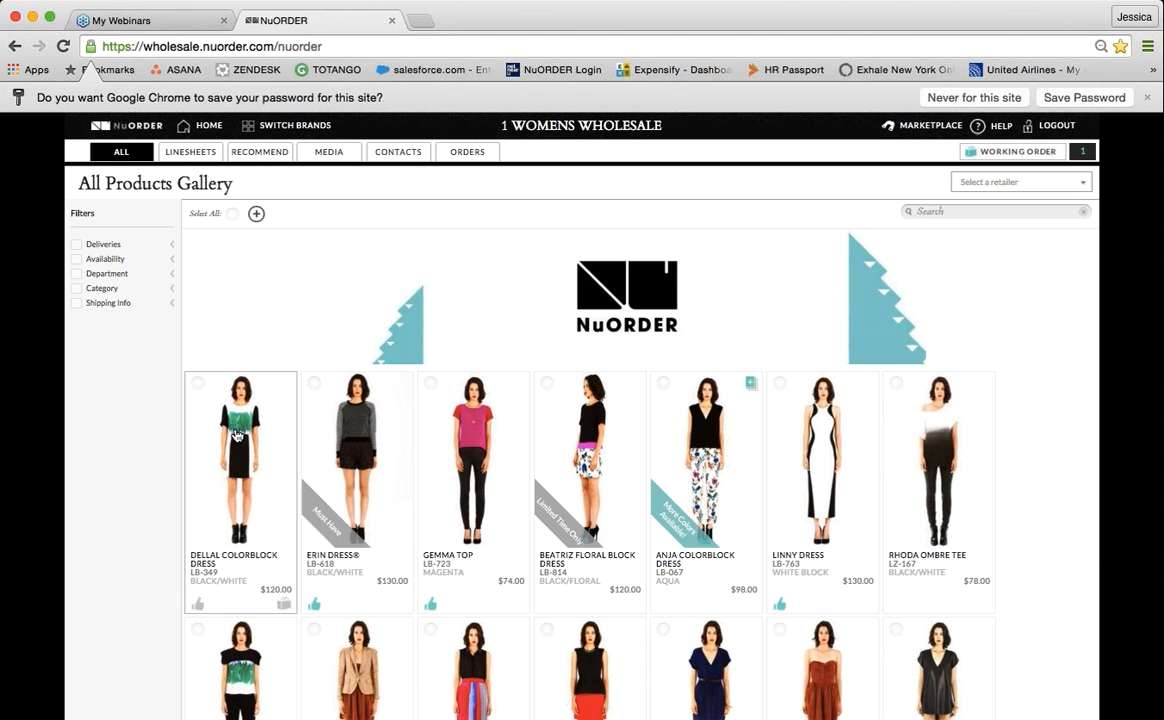 My Webinars
NuORDER
Jessica
https://wholesale.nuorder.com/nuorder
Apps
Bookmarks
ASANA
ZENDESK
TOTANGO
salesforce.com - Ent
NuORDER Login
Expensify - Dashboa
HR Passport
Exhale New York On
United Airlines - My
»
Do you want Google Chrome to save your password for this site?
Never for this site
Save Password
NuORDER
HOME
SWITCH BRANDS
1 WOMENS WHOLESALE
MARKETPLACE
HELP
LOGOUT
ALL
LINESHEETS
RECOMMEND
MEDIA
CONTACTS
ORDERS
WORKING ORDER
1
All Products Gallery
Select a retailer
Filters
Select All:
Search
Deliveries
Availability
Department
Category
Shipping Info
NuORDER
Must Have
Limited Time Only
More Colors
Available!
DELLAL COLORBLOCK
DRESS
LB-349
BLACK/WHITE
$120.00
ERIN DRESS®
LB-618
BLACK/WHITE
$130.00
GEMMA TOP
LB-723
MAGENTA
$74.00
BEATRIZ FLORAL BLOCK
DRESS
LB-814
BLACK/FLORAL
$120.00
ANJA COLORBLOCK
DRESS
LB-067
AQUA
$98.00
LINNY DRESS
LB-763
WHITE BLOCK
$130.00
RHODA OMBRE TEE
LZ-167
BLACK/WHITE
$78.00